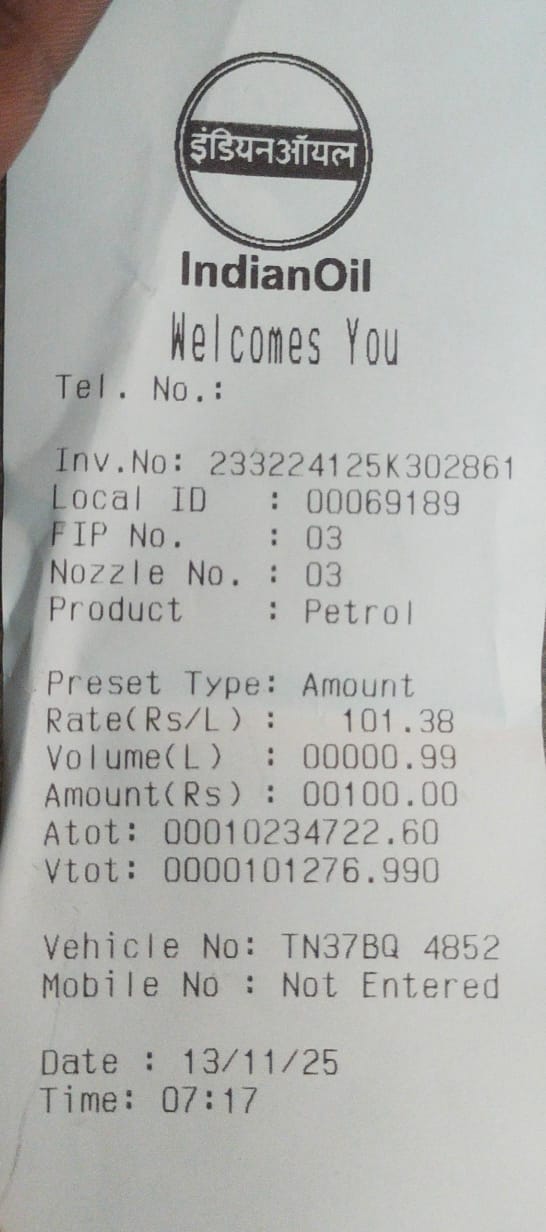 इंडियनऑयल
IndianOil
Welcomes You
Tel. No.:
Inv.No: 233224125K302861
Local ID : 00069189
FIP No. : 03
Nozzle No. : 03
Product : Petrol
Preset Type: Amount
Rate(Rs/L) : 101.38
Volume(L) : 00000.99
Amount(Rs) : 00100.00
Atot: 00010234722.60
Vtot: 0000101276.990
Vehicle No: TN37BQ 4852
Mobile No : Not Entered
Date : 13/11/25
Time: 07:17